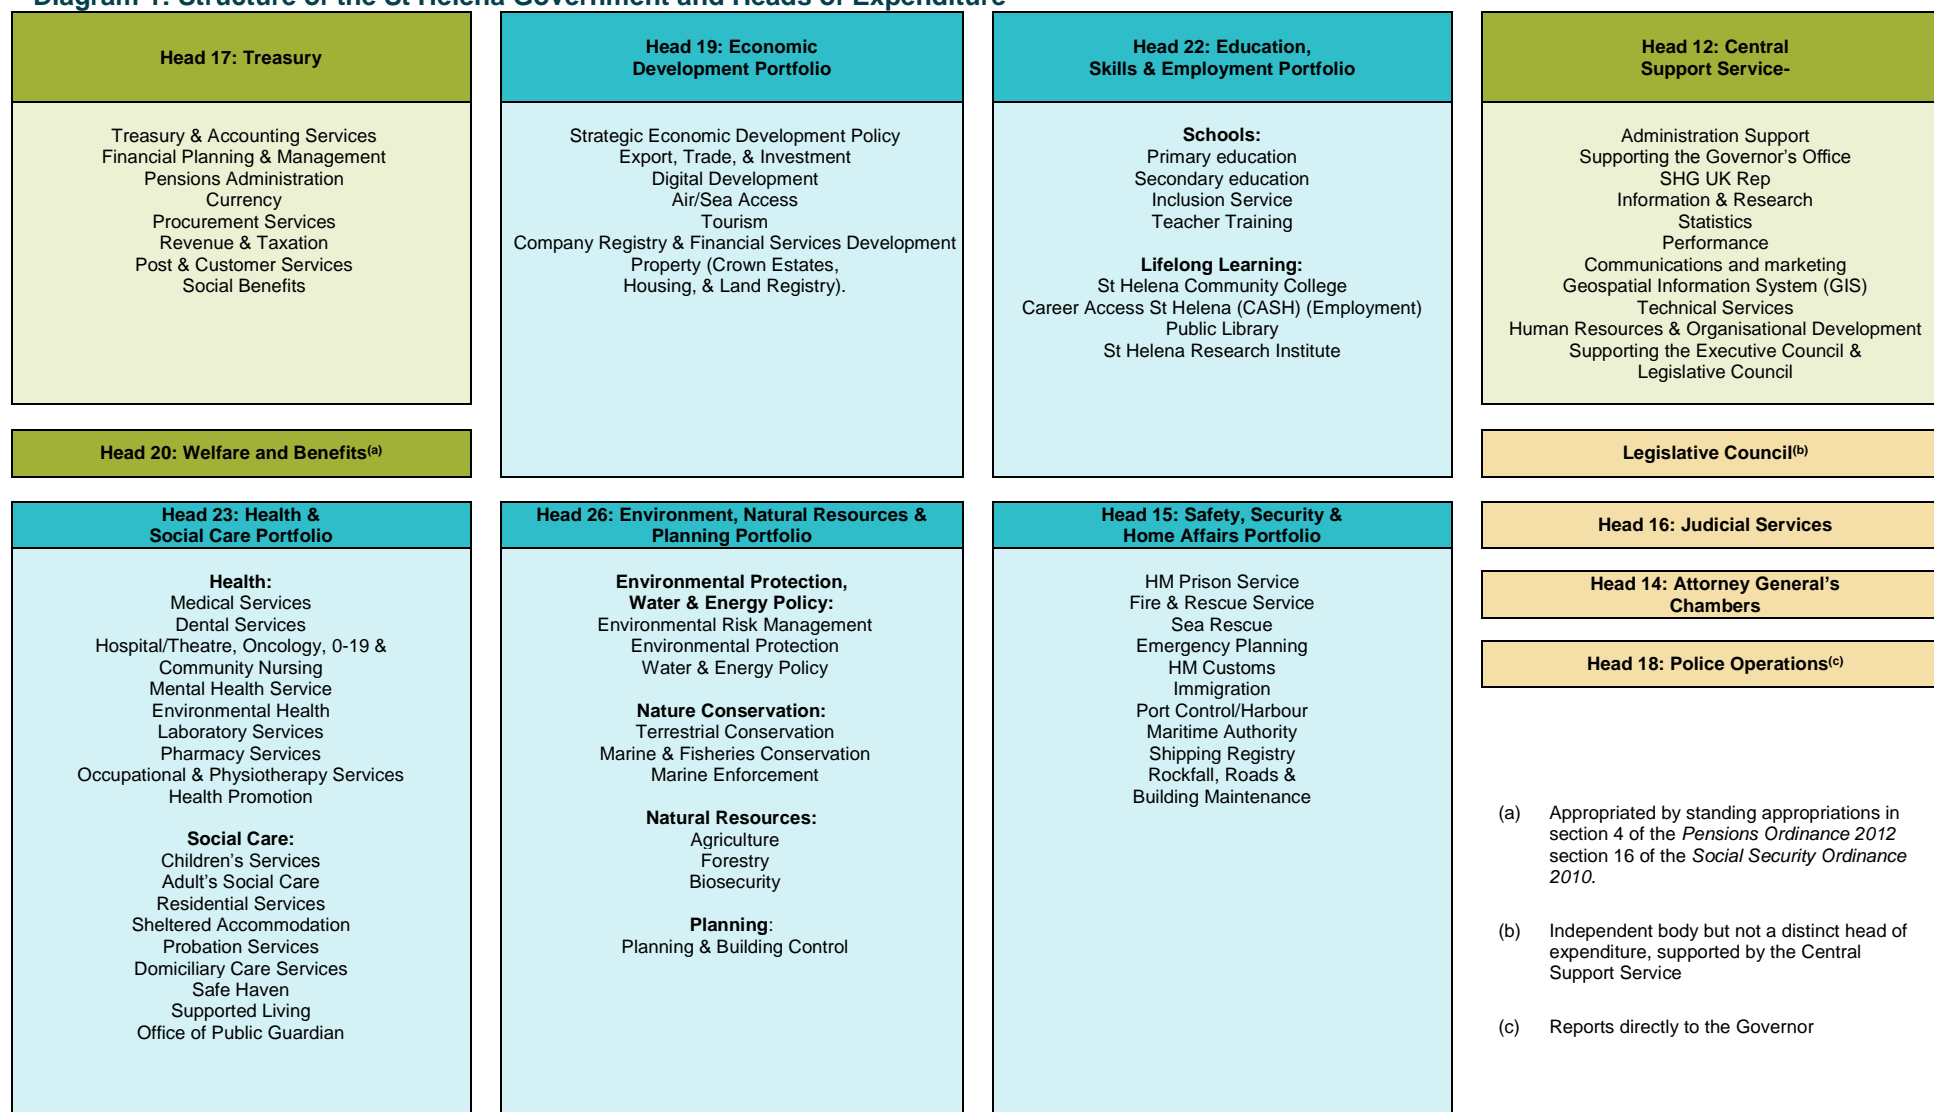 Diagram 1: Structure of the St Helena Government and Heads of Expenditure
Head 17: Treasury
Treasury & Accounting Services
Financial Planning & Management
Pensions Administration
Currency
Procurement Services
Revenue & Taxation
Post & Customer Services
Social Benefits
Head 20: Welfare and Benefits(a)
Head 19: Economic
Development Portfolio
Strategic Economic Development Policy
Export, Trade, & Investment
Digital Development
Air/Sea Access
Tourism
Company Registry & Financial Services Development
Property (Crown Estates,
Housing, & Land Registry).
Head 22: Education,
Skills & Employment Portfolio
Schools:
Primary education
Secondary education
Inclusion Service
Teacher Training
Lifelong Learning:
St Helena Community College
Career Access St Helena (CASH) (Employment)
Public Library
St Helena Research Institute
Head 12: Central
Support Service-
Administration Support
Supporting the Governor’s Office
SHG UK Rep
Information & Research
Statistics
Performance
Communications and marketing
Geospatial Information System (GIS)
Technical Services
Human Resources & Organisational Development
Supporting the Executive Council &
Legislative Council
Legislative Council(b)
Head 23: Health &
Social Care Portfolio
Health:
Medical Services
Dental Services
Hospital/Theatre, Oncology, 0-19 &
Community Nursing
Mental Health Service
Environmental Health
Laboratory Services
Pharmacy Services
Occupational & Physiotherapy Services
Health Promotion
Social Care:
Children’s Services
Adult’s Social Care
Residential Services
Sheltered Accommodation
Probation Services
Domiciliary Care Services
Safe Haven
Supported Living
Office of Public Guardian
Head 26: Environment, Natural Resources &
Planning Portfolio
Environmental Protection,
Water & Energy Policy:
Environmental Risk Management
Environmental Protection
Water & Energy Policy
Nature Conservation:
Terrestrial Conservation
Marine & Fisheries Conservation
Marine Enforcement
Natural Resources:
Agriculture
Forestry
Biosecurity
Planning:
Planning & Building Control
Head 15: Safety, Security &
Home Affairs Portfolio
HM Prison Service
Fire & Rescue Service
Sea Rescue
Emergency Planning
HM Customs
Immigration
Port Control/Harbour
Maritime Authority
Shipping Registry
Rockfall, Roads &
Building Maintenance
Head 16: Judicial Services
Head 14: Attorney General’s
Chambers
Head 18: Police Operations(c)
(a) Appropriated by standing appropriations in
section 4 of the Pensions Ordinance 2012
section 16 of the Social Security Ordinance
2010.
(b) Independent body but not a distinct head of
expenditure, supported by the Central
Support Service
(c) Reports directly to the Governor